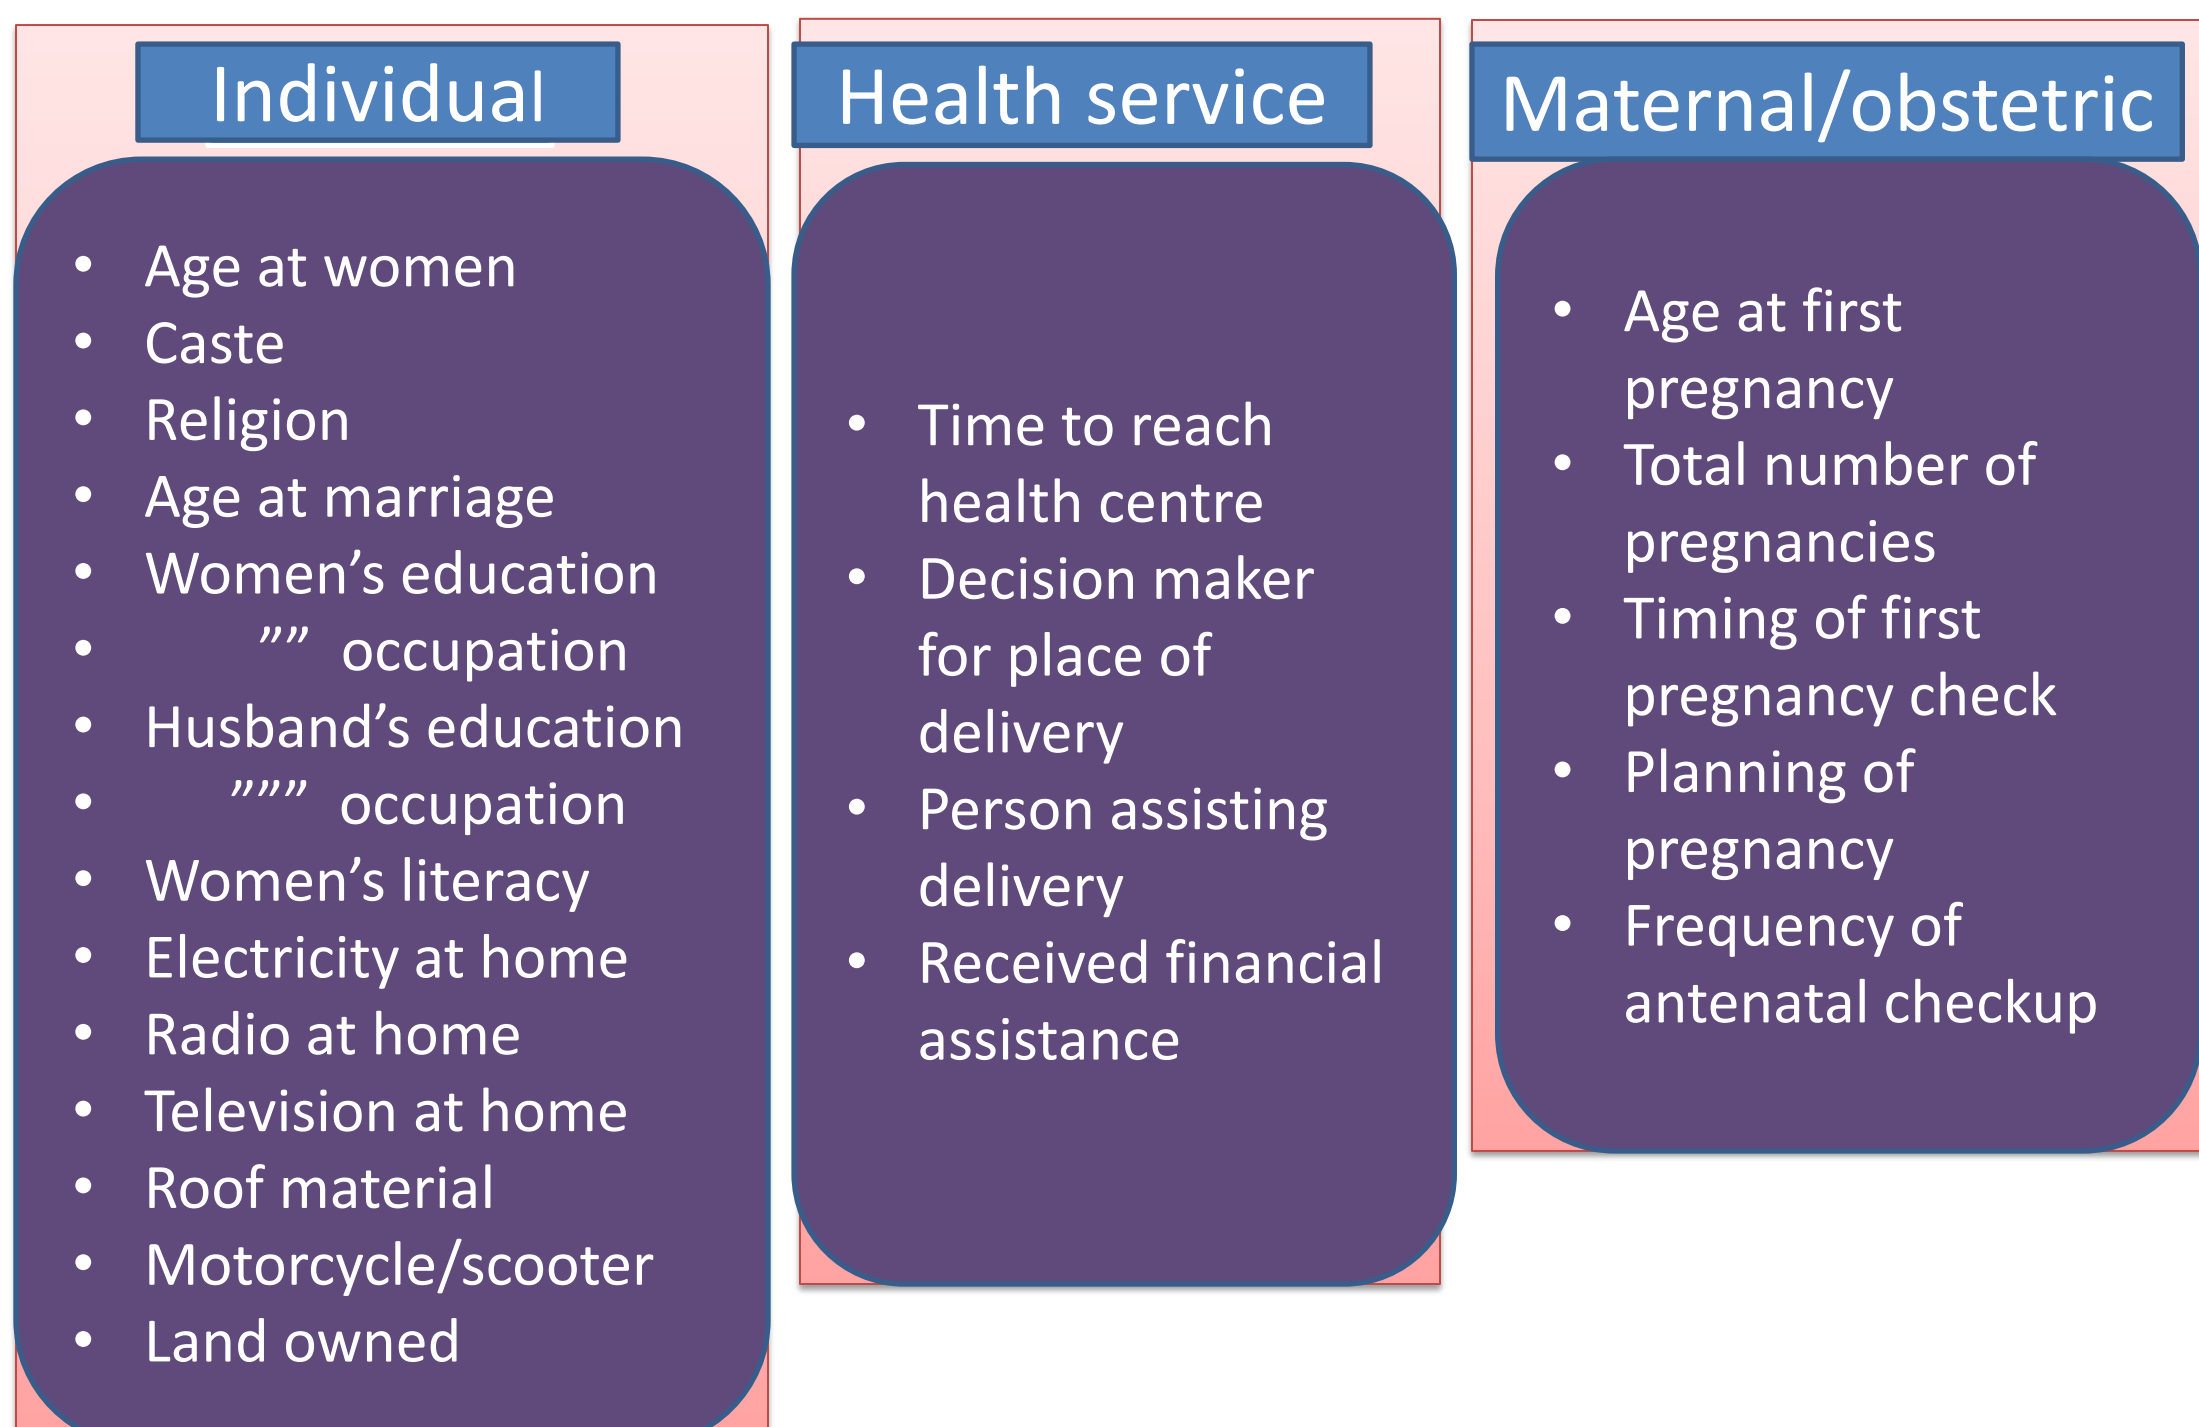 Individual
• Age at women
• Caste
• Religion
• Age at marriage
• Women’s education
• ”” occupation
• Husband’s education
• ””” occupation
• Women’s literacy
• Electricity at home
• Radio at home
• Television at home
• Roof material
• Motorcycle/scooter
• Land owned
Health service
• Time to reach
health centre
• Decision maker
for place of
delivery
• Person assisting
delivery
• Received financial
assistance
Maternal/obstetric
• Age at first
pregnancy
• Total number of
pregnancies
• Timing of first
pregnancy check
• Planning of
pregnancy
• Frequency of
antenatal checkup